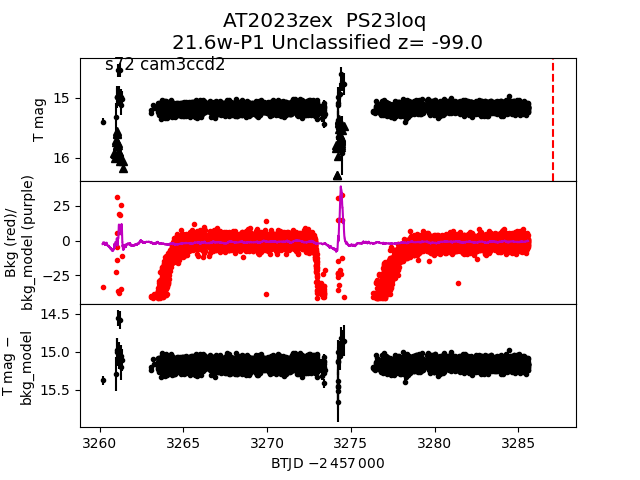 AT2023zex  PS23loq
21.6w-P1 Unclassified z= -99.0
s72 cam3ccd2
T mag
15
16
Bkg (red)/
bkg_model (purple)
25
0
−25
T mag −
bkg_model
14.5
15.0
15.5
3260 3265 3270 3275 3280 3285
BTJD −2 457 000